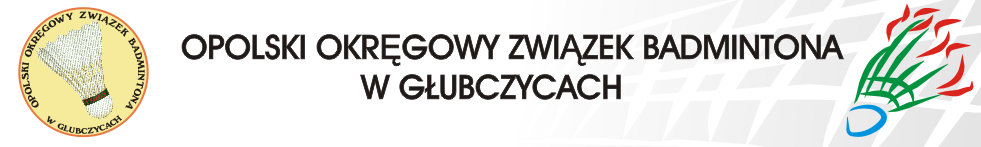 OPOLSKI OKRĘGOWY ZWIĄZEK BADMINTONA
W GŁUBCZYCACH
OPOLSKI OKRĘGOWY ZWIĄZEK BADMINTONA
W GŁUBCZYCACH